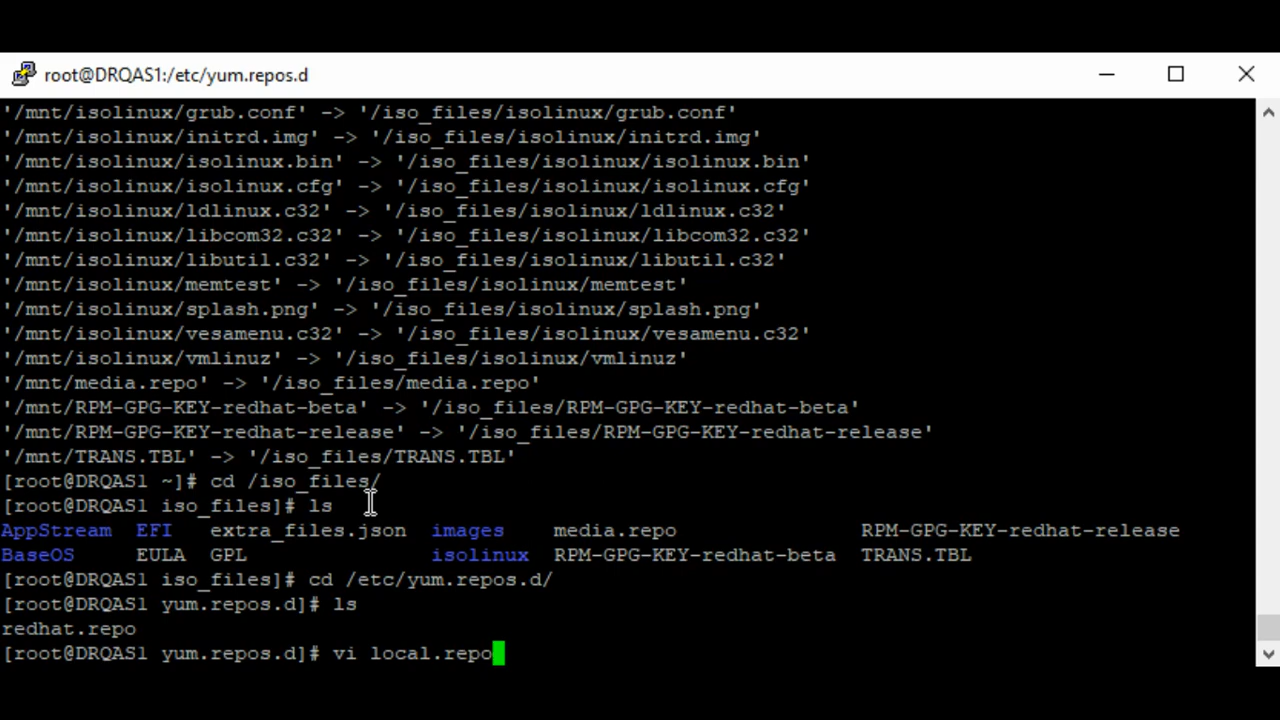 root@DRQAS1:/etc/yum.repos.d
'/mnt/isolinux/grub.conf' -> '/iso_files/isolinux/grub.conf'
'/mnt/isolinux/initrd.img' -> '/iso_files/isolinux/initrd.img'
'/mnt/isolinux/isolinux.bin' -> '/iso_files/isolinux/isolinux.bin'
'/mnt/isolinux/isolinux.cfg' -> '/iso_files/isolinux/isolinux.cfg'
'/mnt/isolinux/ldlinux.c32' -> '/iso_files/isolinux/ldlinux.c32'
'/mnt/isolinux/libcom32.c32' -> '/iso_files/isolinux/libcom32.c32'
'/mnt/isolinux/libutil.c32' -> '/iso_files/isolinux/libutil.c32'
'/mnt/isolinux/memtest' -> '/iso_files/isolinux/memtest'
'/mnt/isolinux/splash.png' -> '/iso_files/isolinux/splash.png'
'/mnt/isolinux/vesamenu.c32' -> '/iso_files/isolinux/vesamenu.c32'
'/mnt/isolinux/vmlinuz' -> '/iso_files/isolinux/vmlinuz'
'/mnt/media.repo' -> '/iso_files/media.repo'
'/mnt/RPM-GPG-KEY-redhat-beta' -> '/iso_files/RPM-GPG-KEY-redhat-beta'
'/mnt/RPM-GPG-KEY-redhat-release' -> '/iso_files/RPM-GPG-KEY-redhat-release'
'/mnt/TRANS.TBL' -> '/iso_files/TRANS.TBL'
[root@DRQAS1 ~]# cd /iso_files/
[root@DRQAS1 iso_files]# ls
AppStream  EFI   extra_files.json  images    media.repo               RPM-GPG-KEY-redhat-release
BaseOS     EULA  GPL               isolinux  RPM-GPG-KEY-redhat-beta  TRANS.TBL
[root@DRQAS1 iso_files]# cd /etc/yum.repos.d/
[root@DRQAS1 yum.repos.d]# ls
redhat.repo
[root@DRQAS1 yum.repos.d]# vi local.repo